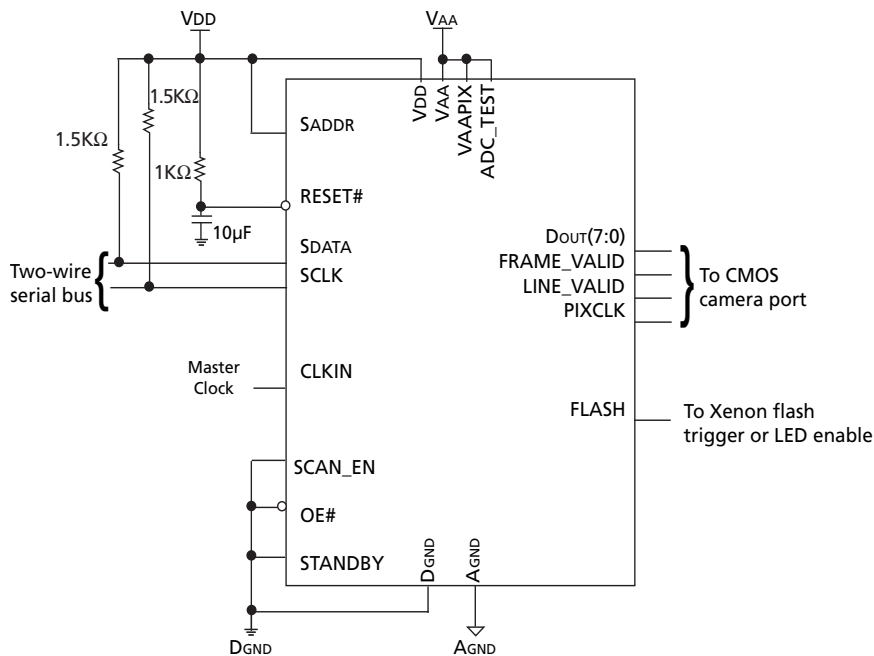 VDD
VAA
1.5KΩ
1.5KΩ
1KΩ
10µF
SADDR
RESET#
SDATA
SCLK
Two-wire
serial bus
Master
Clock
CLKIN
SCAN_EN
OE#
STANDBY
VDD
VAA
VAAPIX
ADC_TEST
DOUT(7:0)
FRAME_VALID
LINE_VALID
PIXCLK
To CMOS
camera port
FLASH
To Xenon flash
trigger or LED enable
DGND
AGND
DGND
AGND